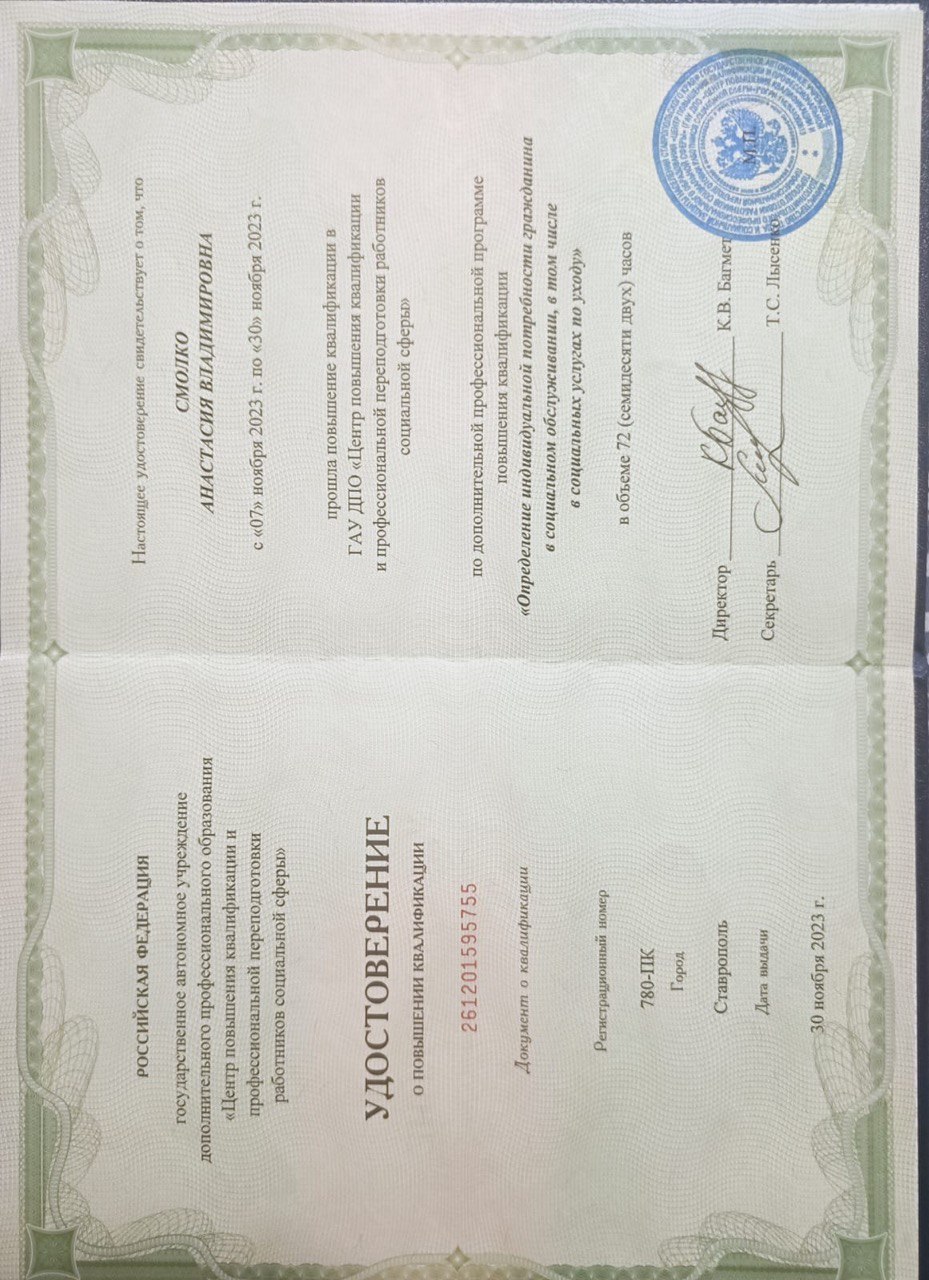 РОССИЙСКАЯ ФЕДЕРАЦИЯ
государственное автономное учреждение
дополнительного профессионального образования
«Центр повышения квалификации и
профессиональной переподготовки
работников социальной сферы»
УДОСТОВЕРЕНИЕ
О ПОВЫШЕНИИ КВАЛИФИКАЦИИ
261201595755
Документ о квалификации
Регистрационный номер
780-ПК
Город
Ставрополь
Дата выдачи
30 ноября 2023 г.
Настоящее удостоверение свидетельствует о том, что
СМОЛКО
АНАСТАСИЯ ВЛАДИМИРОВНА
с «07» ноября 2023 г. по «30» ноября 2023 г.
прошла повышение квалификации в
ГАУ ДПО «Центр повышения квалификации
и профессиональной переподготовки работников
социальной сферы»
по дополнительной профессиональной программе
повышения квалификации
«Определение индивидуальной потребности гражданина
в социальном обслуживании, в том числе
в социальных услугах по уходу»
в объеме 72 (семидесяти двух) часов
Директор К.В. Багмет
Секретарь Т.С. Лысенко
М.П.